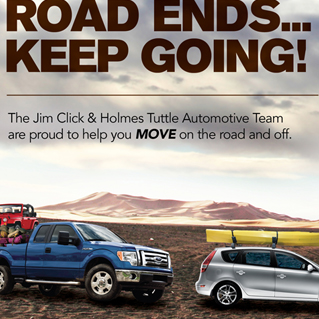 ROAD ENDS...
KEEP GOING!
The Jim Click & Holmes Tuttle Automotive Team
are proud to help you MOVE on the road and off.